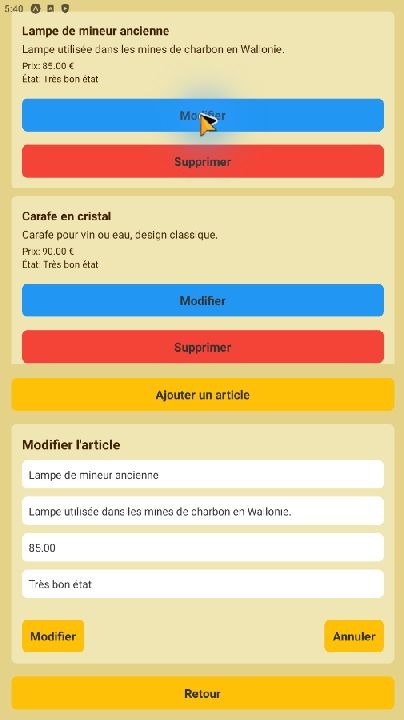 5:40
Lampe de mineur ancienne
Lampe utilisée dans les mines de charbon en Wallonie.
Prix: 85.00 €
État: Très bon état
Modifier
Supprimer
Carafe en cristal
Carafe pour vin ou eau, design classique.
Prix: 90.00 €
État: Très bon état
Modifier
Supprimer
Ajouter un article
Modifier l'article
Lampe de mineur ancienne
Lampe utilisée dans les mines de charbon en Wallonie.
85.00
Très bon état
Modifier
Annuler
Retour